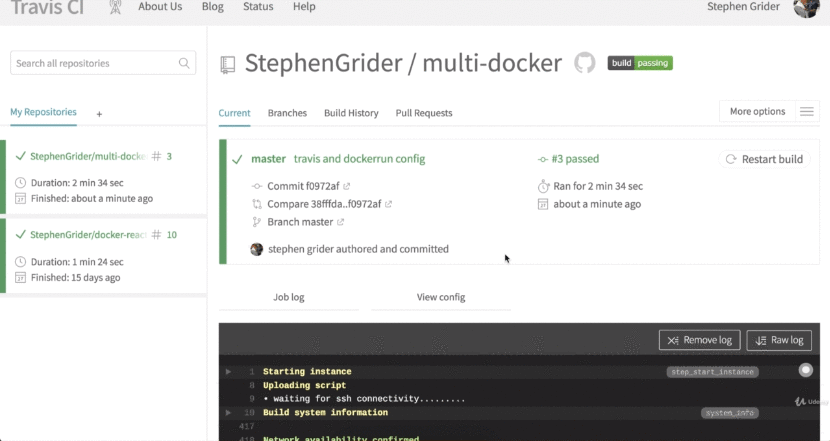 Travis CI About Us Blog Status Help Stephen Grider
Search all repositories
My Repositories +
StephenGrider/multi-docke # 3
Duration: 2 min 34 sec
Finished: about a minute ago
StephenGrider/docker-reac # 10
Duration: 1 min 24 sec
Finished: 15 days ago
StephenGrider / multi-docker build passing
Current Branches Build History Pull Requests More options
master travis and dockerrun config #3 passed Restart build
Commit f0972af Ran for 2 min 34 sec
Compare 38fffda..f0972af about a minute ago
Branch master
stephen grider authored and committed
Job log View config
Remove log Raw log
1 Starting instance step_start_instance
8 Uploading script
9 • waiting for ssh connectivity.........
10 Build system information system_info
417
418 Network availability confirmed
Udemy